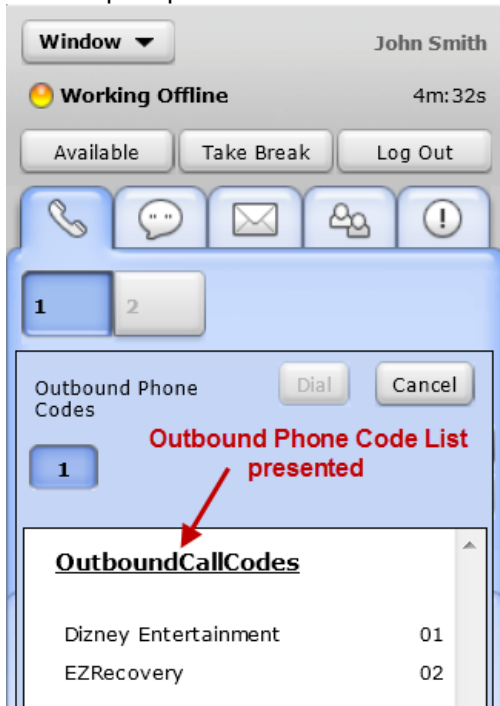 Window
John Smith
Working Offline
4m:32s
Available
Take Break
Log Out
1
2
Outbound Phone
Codes
Dial
Cancel
Outbound Phone Code List
presented
1
OutboundCallCodes
Dizney Entertainment 01
EZRecovery 02